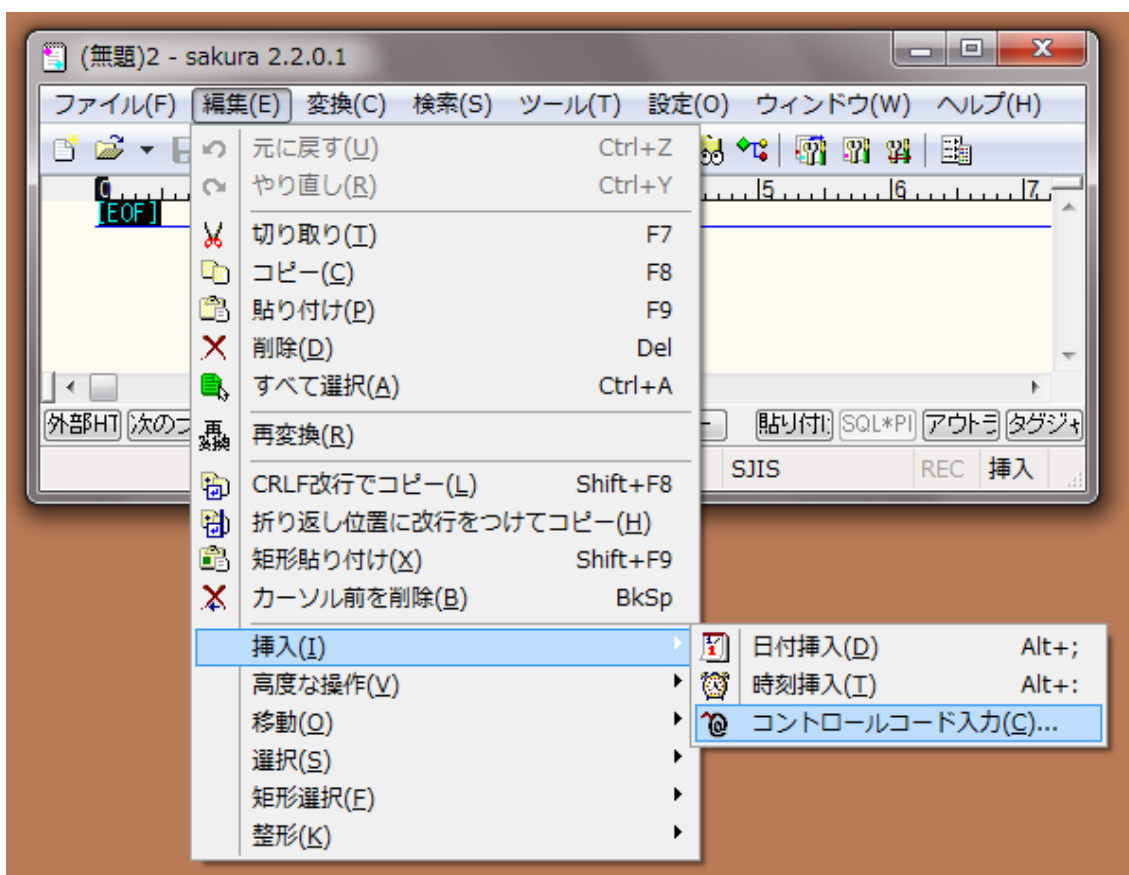 (無題)2 - sakura 2.2.0.1
ファイル(F) 編集(E) 変換(C) 検索(S) ツール(T) 設定(O) ウィンドウ(W) ヘルプ(H)
元に戻す(U) Ctrl+Z
やり直し(R) Ctrl+Y
0 5 6 7
[EOF]
切り取り(T) F7
コピー(C) F8
貼り付け(P) F9
削除(D) Del
すべて選択(A) Ctrl+A
外部HT 次のフ 貼り付け SQL*Pl アウトラ タグジャ
再変換 再変換(R)
SJIS REC 挿入
CRLF改行でコピー(L) Shift+F8
折り返し位置に改行をつけてコピー(H)
矩形貼り付け(X) Shift+F9
カーソル前を削除(B) BkSp
挿入(I)
日付挿入(D) Alt+;
高度な操作(V)
時刻挿入(T) Alt+:
移動(O)
コントロールコード入力(C)...
選択(S)
矩形選択(F)
整形(K)